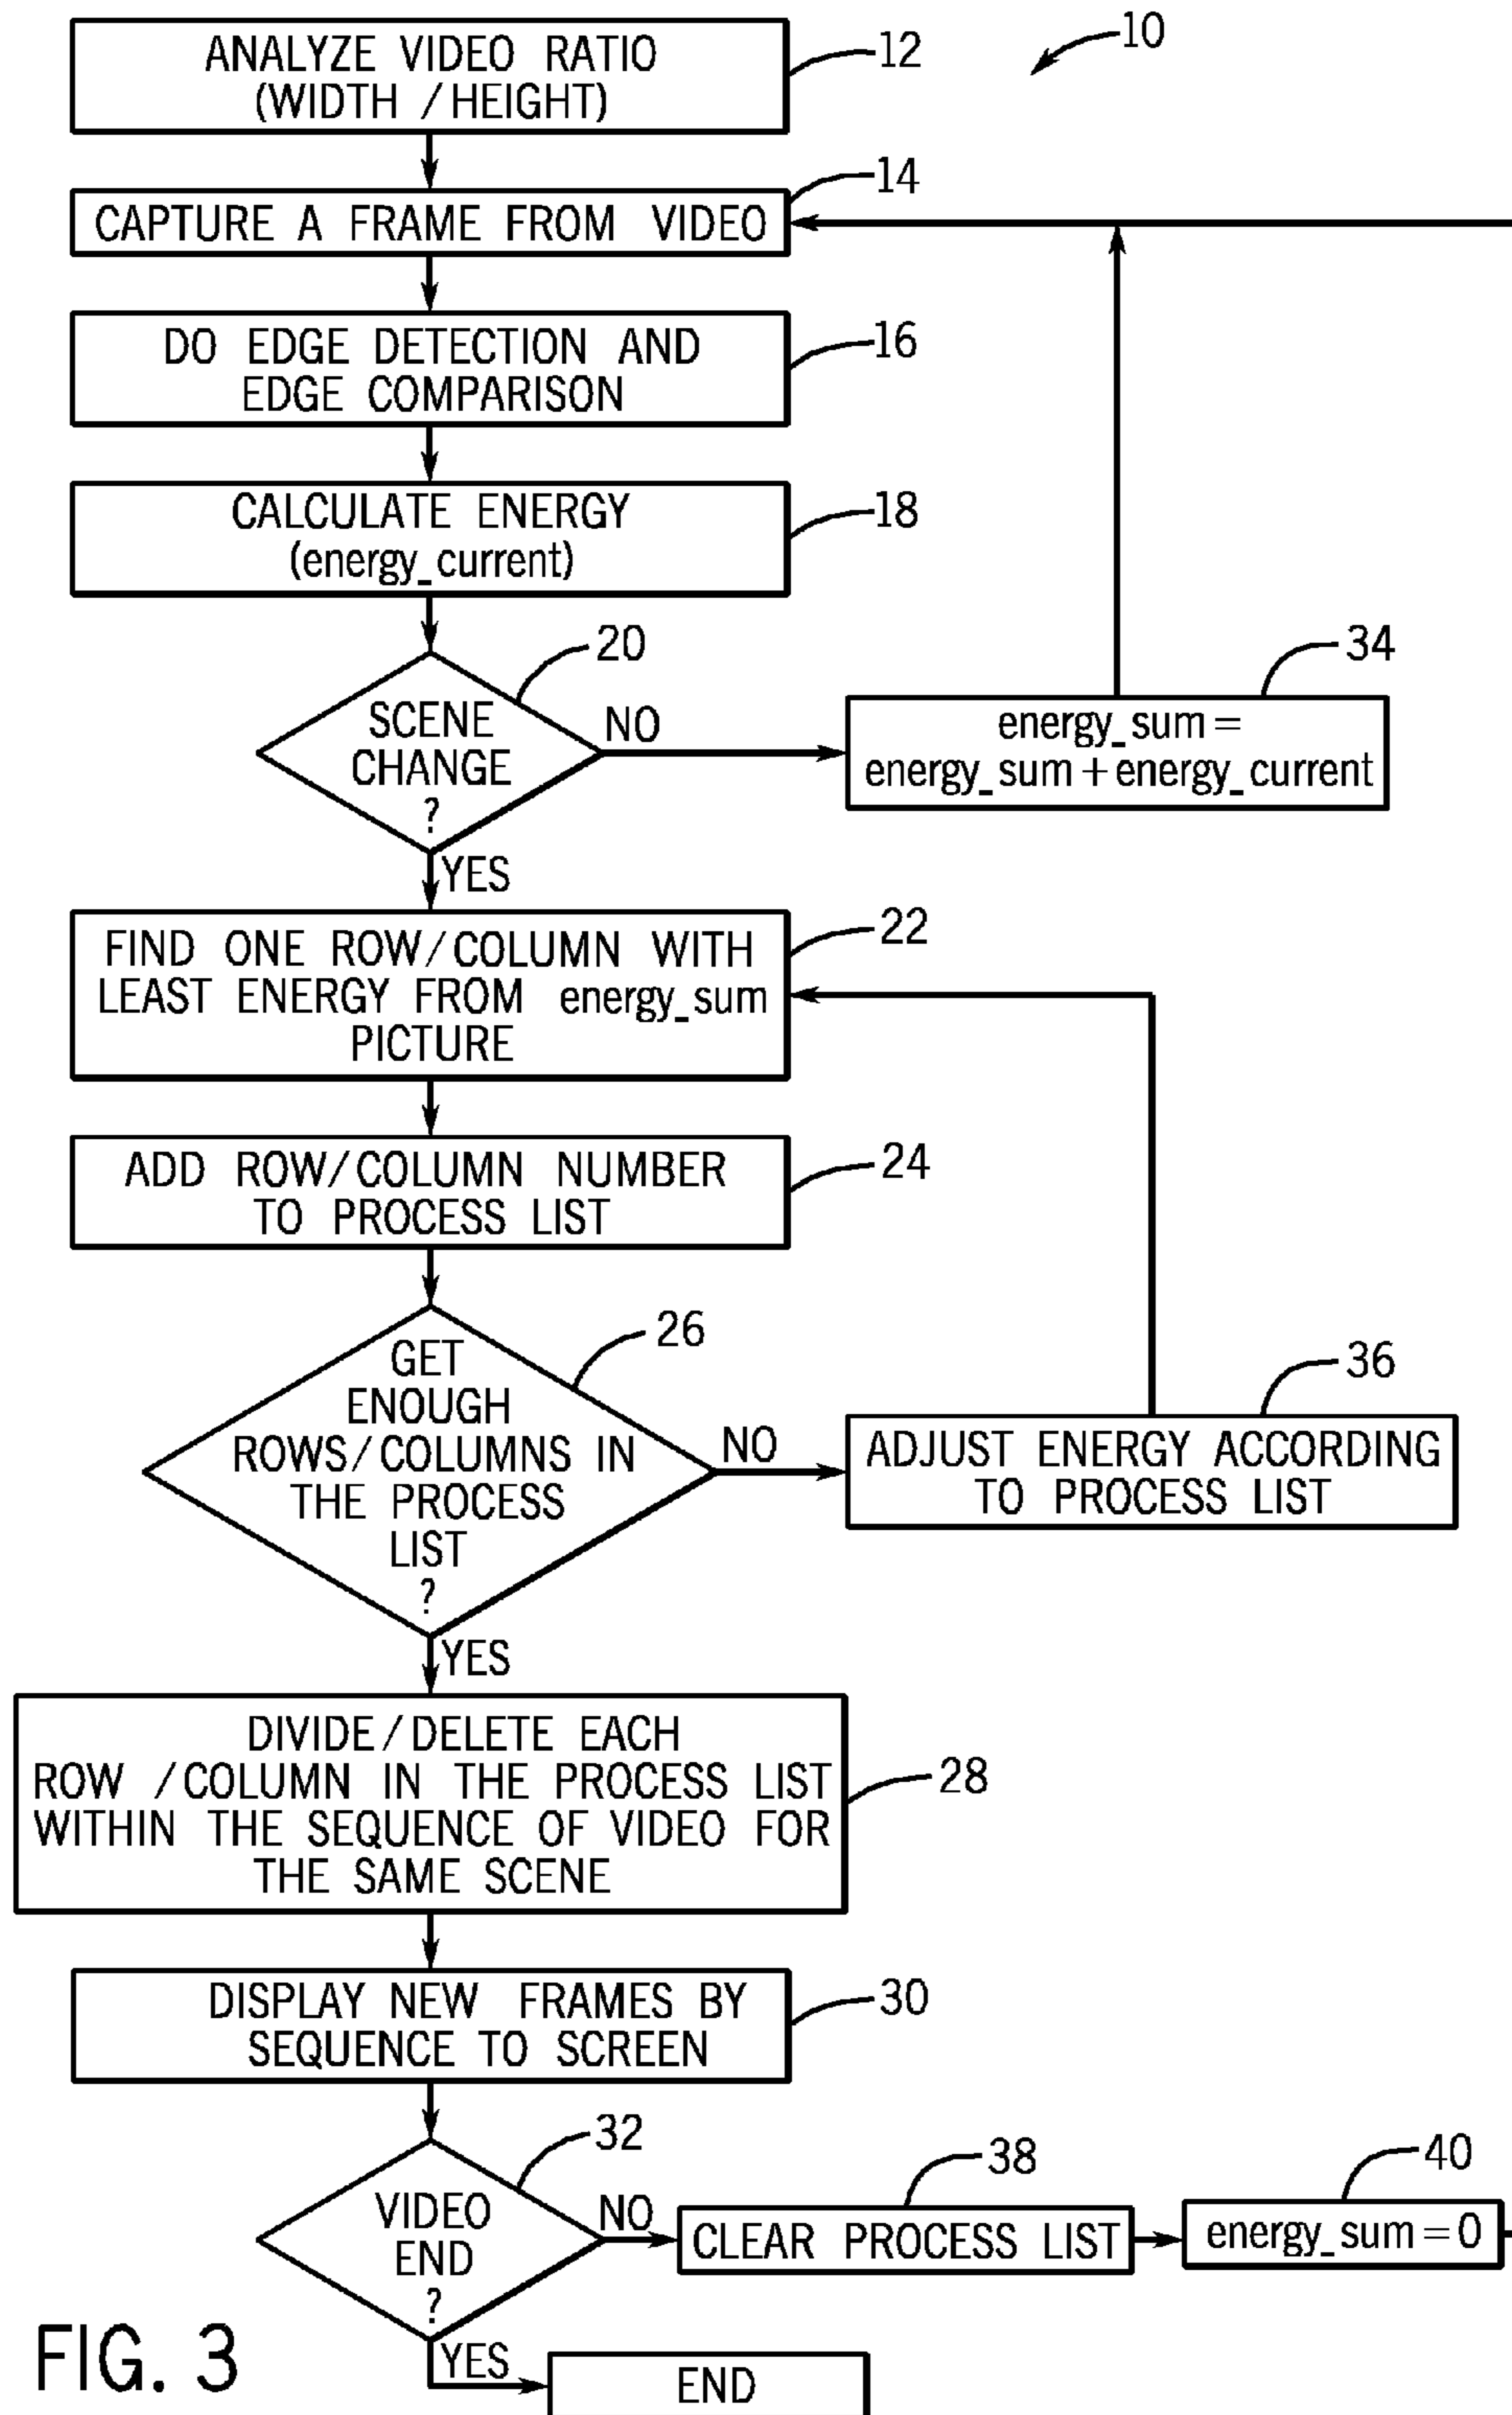 10
ANALYZE VIDEO RATIO
(WIDTH / HEIGHT)
12
CAPTURE A FRAME FROM VIDEO
14
DO EDGE DETECTION AND
EDGE COMPARISON
16
CALCULATE ENERGY
(energy_current)
18
SCENE
CHANGE
?
20
NO
YES
energy_sum =
energy_sum + energy_current
34
FIND ONE ROW/COLUMN WITH
LEAST ENERGY FROM energy_sum
PICTURE
22
ADD ROW/COLUMN NUMBER
TO PROCESS LIST
24
GET
ENOUGH
ROWS/COLUMNS IN
THE PROCESS
LIST
?
26
NO
YES
ADJUST ENERGY ACCORDING
TO PROCESS LIST
36
DIVIDE/DELETE EACH
ROW /COLUMN IN THE PROCESS LIST
WITHIN THE SEQUENCE OF VIDEO FOR
THE SAME SCENE
28
DISPLAY NEW FRAMES BY
SEQUENCE TO SCREEN
30
VIDEO
END
?
32
NO
YES
CLEAR PROCESS LIST
38
energy_sum = 0
40
END
FIG. 3